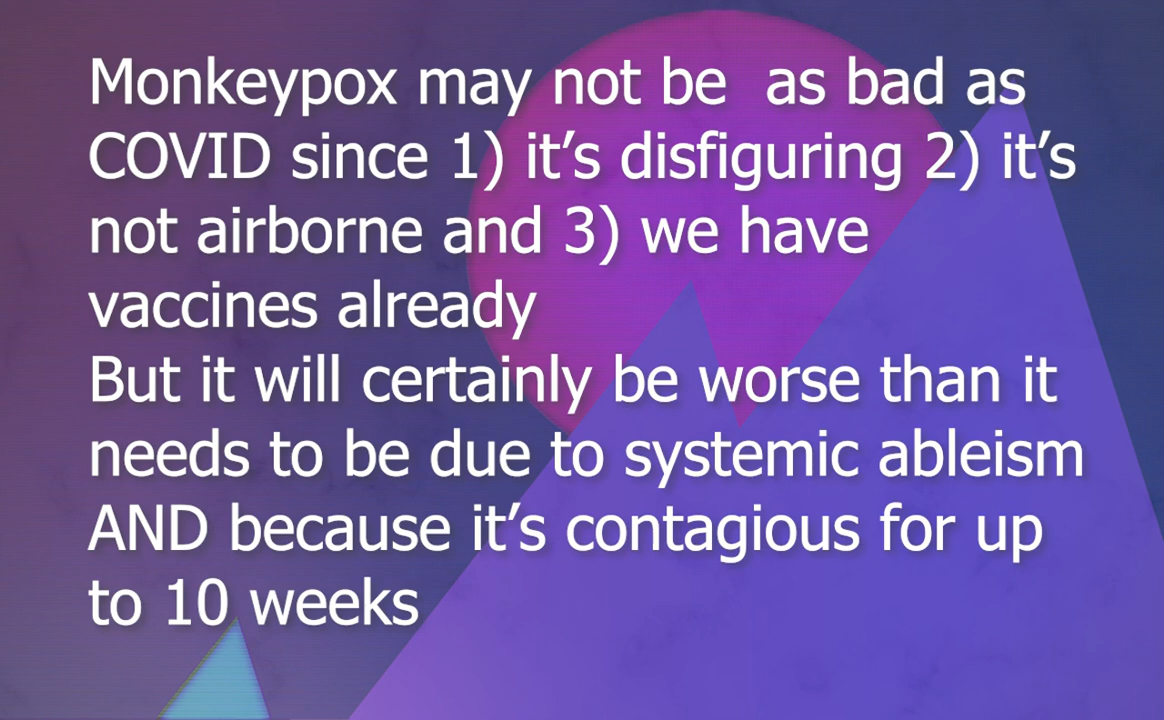 Monkeypox may not be  as bad as
COVID since 1) it’s disfiguring 2) it’s
not airborne and 3) we have
vaccines already
But it will certainly be worse than it
needs to be due to systemic ableism
AND because it’s contagious for up
to 10 weeks